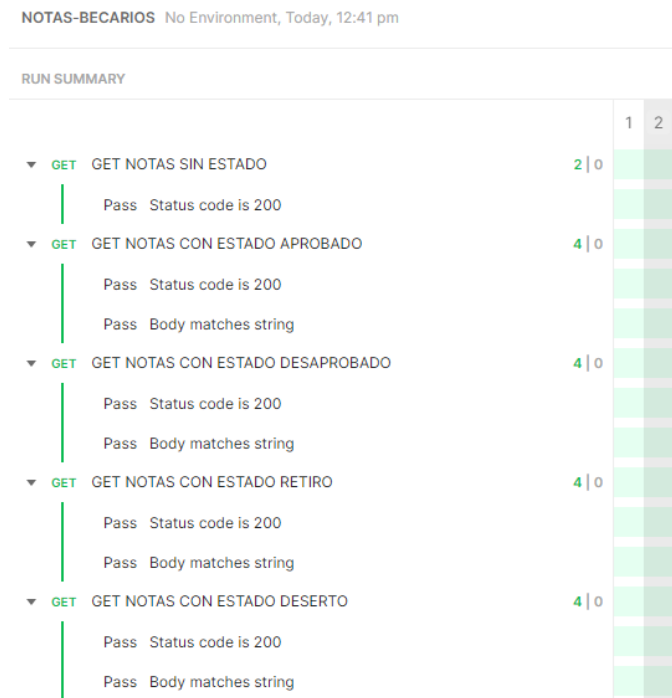 NOTAS-BECARIOS No Environment, Today, 12:41 pm
RUN SUMMARY
1 2
GET GET NOTAS SIN ESTADO 2 | 0
Pass Status code is 200
GET GET NOTAS CON ESTADO APROBADO 4 | 0
Pass Status code is 200
Pass Body matches string
GET GET NOTAS CON ESTADO DESAPROBADO 4 | 0
Pass Status code is 200
Pass Body matches string
GET GET NOTAS CON ESTADO RETIRO 4 | 0
Pass Status code is 200
Pass Body matches string
GET GET NOTAS CON ESTADO DESERTO 4 | 0
Pass Status code is 200
Pass Body matches string